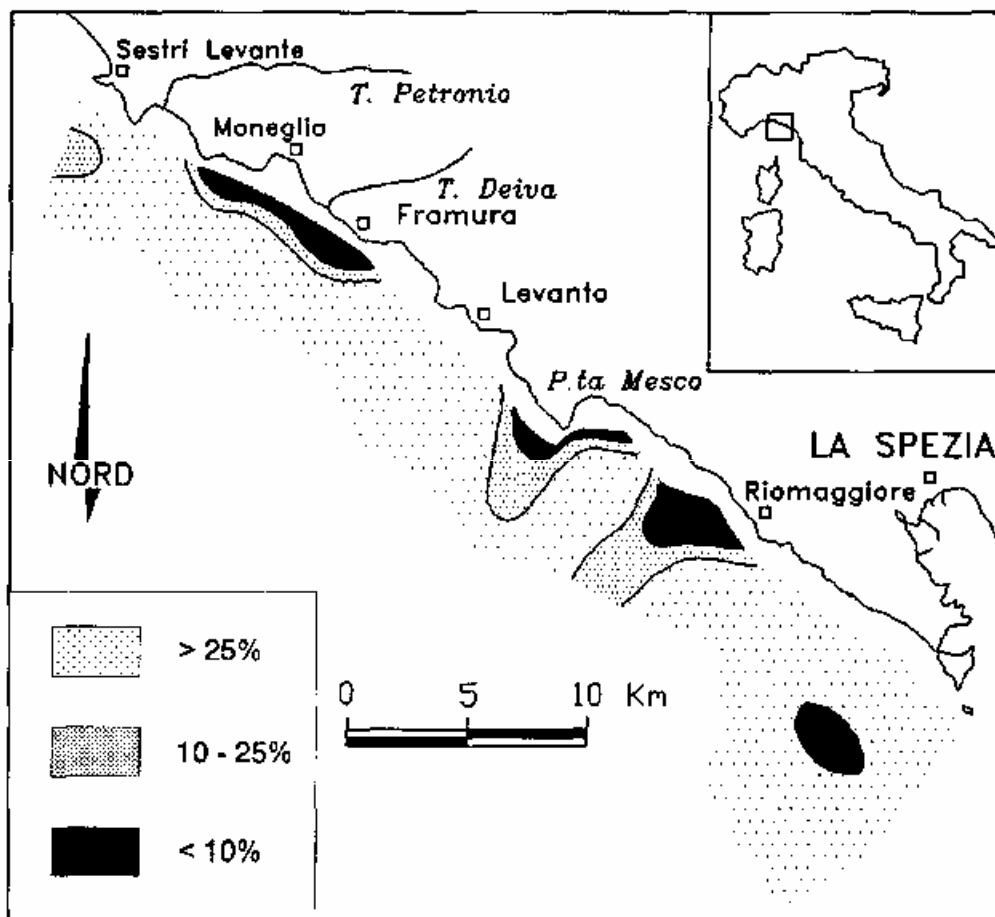 Sestri Levante
T. Petronio
Moneglia
T. Deiva
Framura
Levanto
P.ta Mesco
LA SPEZIA
NORD
Riomaggiore
> 25%
0 5 10 Km
10 - 25%
< 10%